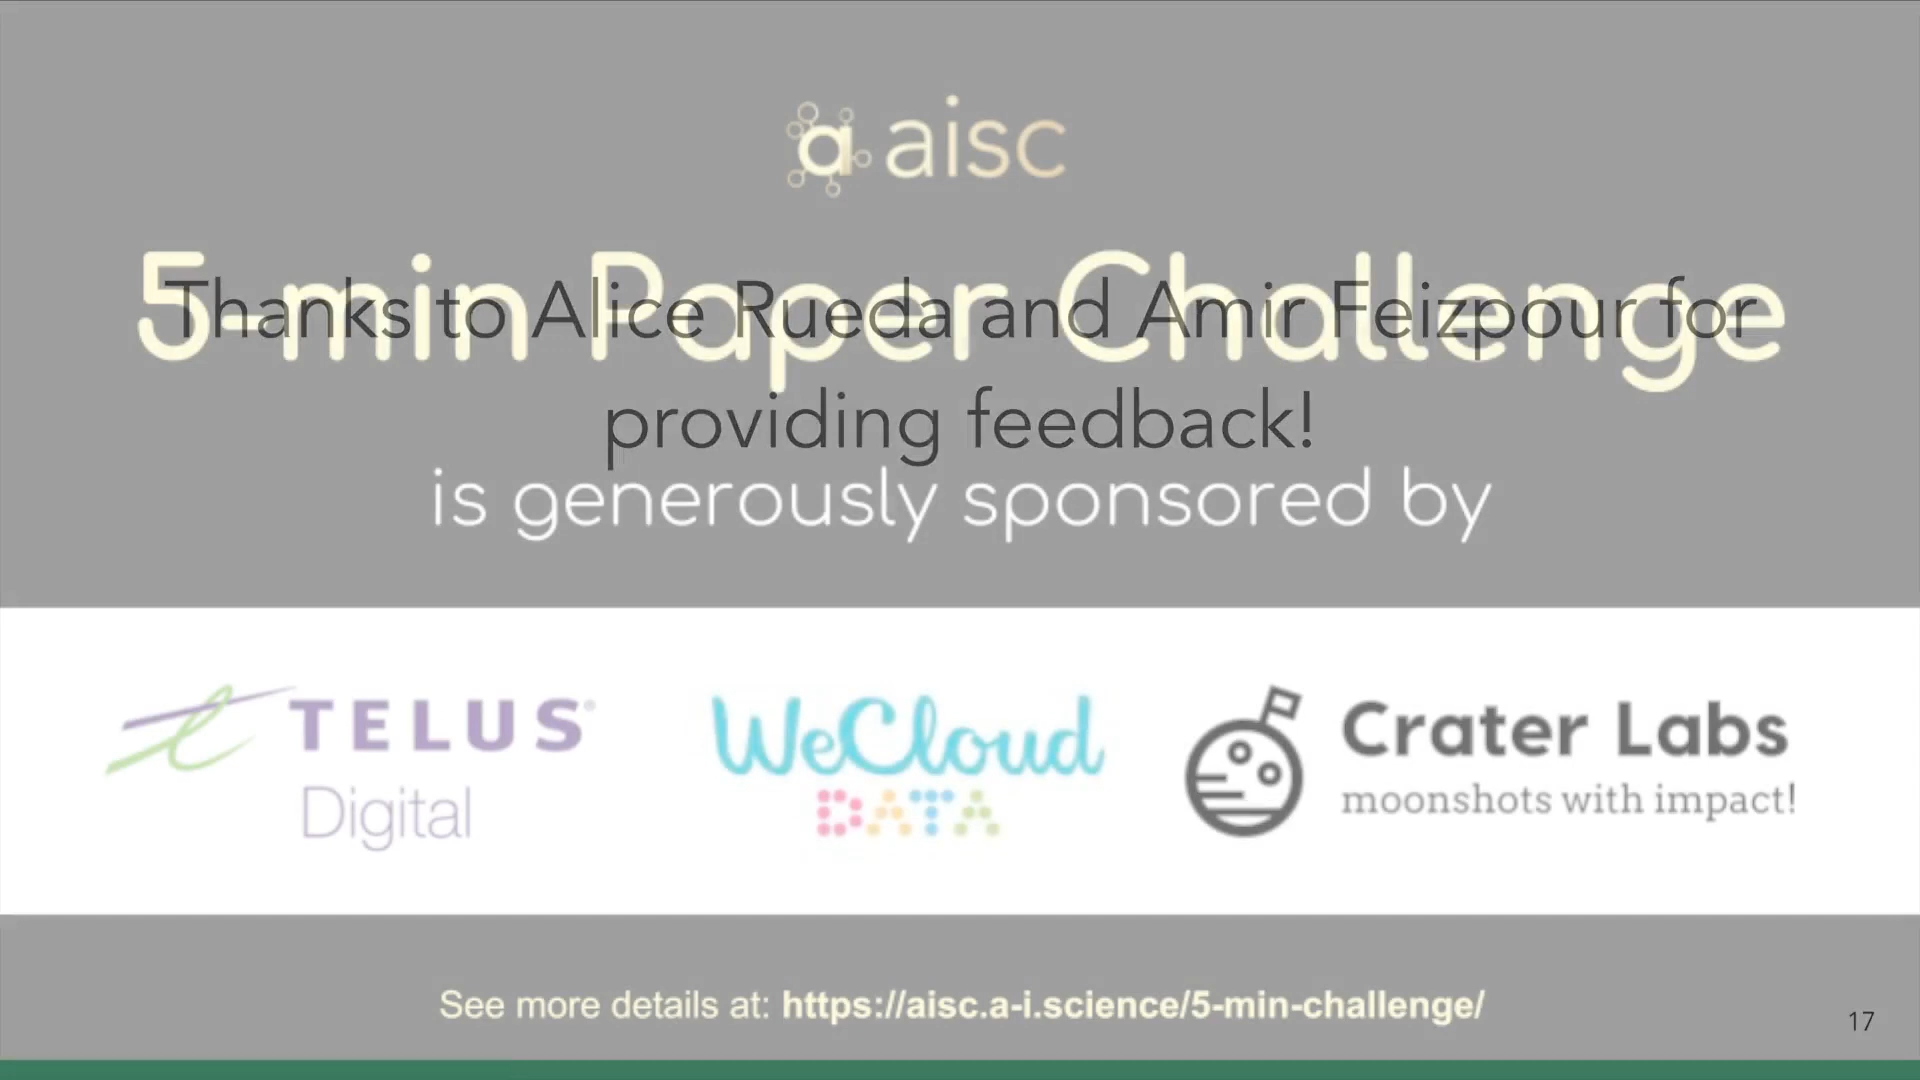 a aisc
5-min Paper Challenge
Thanks to Alice Rueda and Amir Feizpour for
providing feedback!
is generously sponsored by
TELUS®
Digital
WeCloud
DATA
Crater Labs
moonshots with impact!
See more details at: https://aisc.a-i.science/5-min-challenge/
17